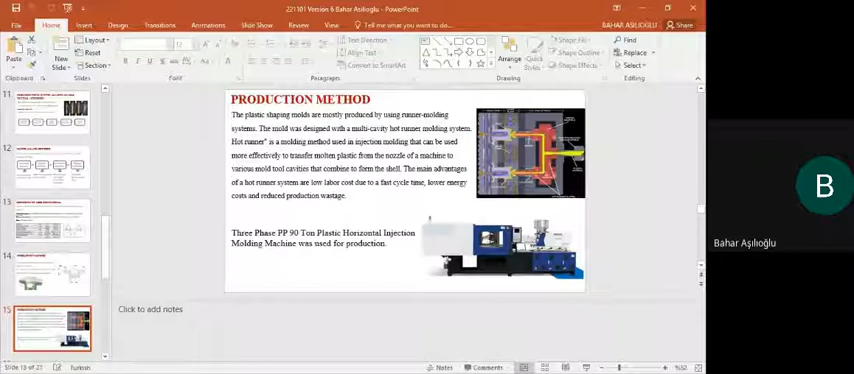 221101 Version 6 Bahar Asilioglu - PowerPoint
File Home Insert Design Transitions Animations Slide Show Review View Tell me what you want to do... BAHAR ASILIOGLU Share
Paste
Clipboard
New
Slide
Layout
Reset
Section
Slides
Font
Text Direction
Align Text
Convert to SmartArt
Paragraphs
Arrange
Quick
Styles
Shape Fill
Shape Outline
Shape Effects
Drawing
Find
Replace
Select
Editing
11
12
13
14
15
PRODUCTION METHOD
The plastic shaping molds are mostly produced by using runner-molding
systems. The mold was designed with a multi-cavity hot runner molding system.
Hot runner" is a molding method used in injection molding that can be used
more effectively to transfer molten plastic from the nozzle of a machine to
various mold tool cavities that combine to form the shell. The main advantages
of a hot runner system are low labor cost due to a fast cycle time, lower energy
costs and reduced production wastage.
Three Phase PP 90 Ton Plastic Horizontal Injection
Molding Machine was used for production.
Click to add notes
Slide 15 of 27 Turkish Notes Comments %52
B
Bahar Aşılıoğlu